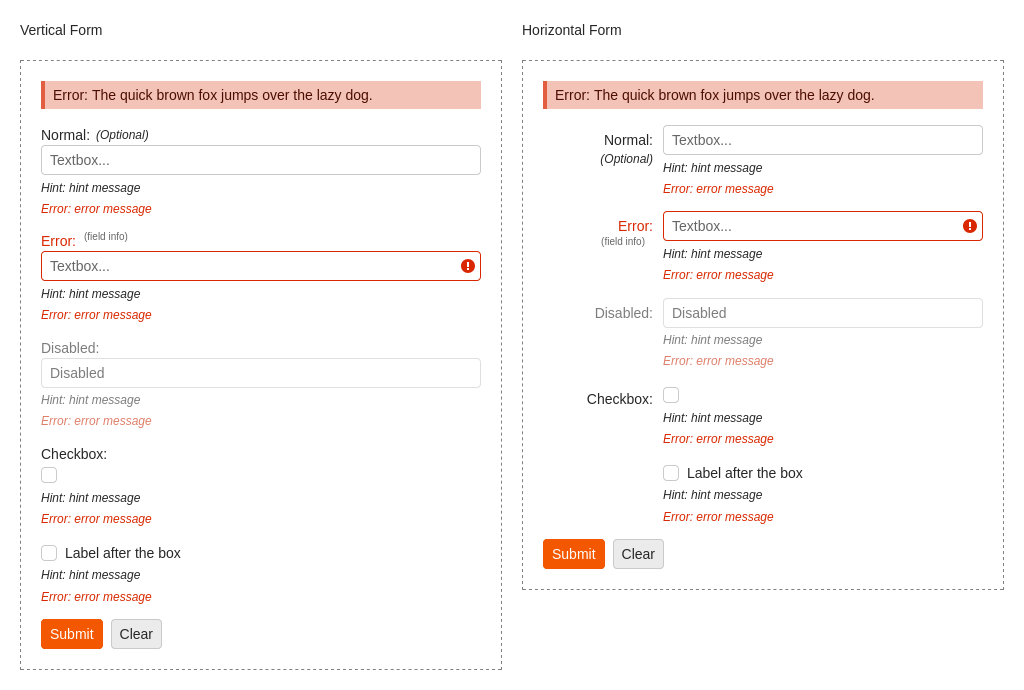 Vertical Form
Error: The quick brown fox jumps over the lazy dog.
Normal: (Optional)
Textbox...
Hint: hint message
Error: error message
Error: (field info)
Textbox...
Hint: hint message
Error: error message
Disabled:
Disabled
Hint: hint message
Error: error message
Checkbox:
Hint: hint message
Error: error message
Label after the box
Hint: hint message
Error: error message
Submit Clear
Horizontal Form
Error: The quick brown fox jumps over the lazy dog.
Normal: Textbox...
(Optional) Hint: hint message
Error: error message
Error: Textbox...
(field info) Hint: hint message
Error: error message
Disabled: Disabled
Hint: hint message
Error: error message
Checkbox:
Hint: hint message
Error: error message
Label after the box
Hint: hint message
Error: error message
Submit Clear